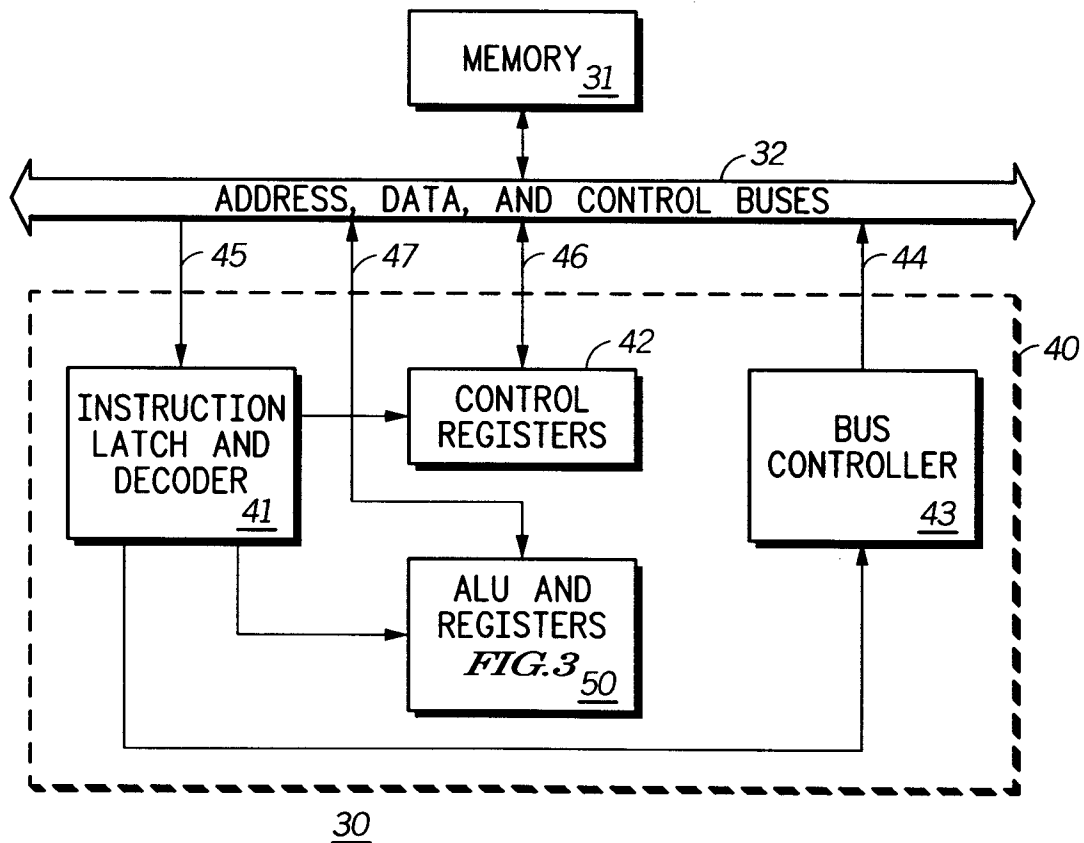 MEMORY
31
32
ADDRESS, DATA, AND CONTROL BUSES
45
47
46
44
40
42
INSTRUCTION
LATCH AND
DECODER
41
CONTROL
REGISTERS
BUS
CONTROLLER
43
ALU AND
REGISTERS
FIG.3
50
30